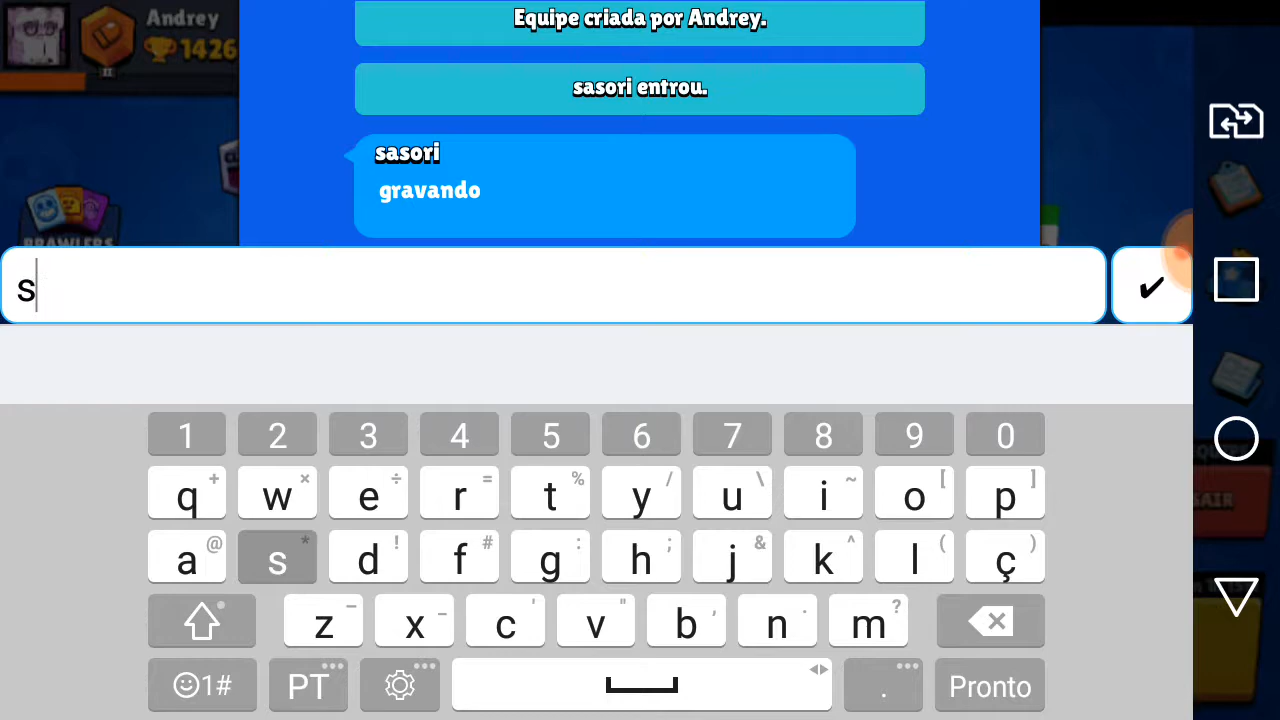 Andrey
1426
II
Equipe criada por Andrey.
sasori entrou.
sasori
gravando
BRAWLERS
s
✔
1 2 3 4 5 6 7 8 9 0
q + w × e ÷ r = t % y / u \ i ~ o [ p ]
a @ s * d ! f # g : h ; j & k ^ l ( ç )
z – x _ c ' v " b , n . m ?
1# PT . Pronto
SAIR